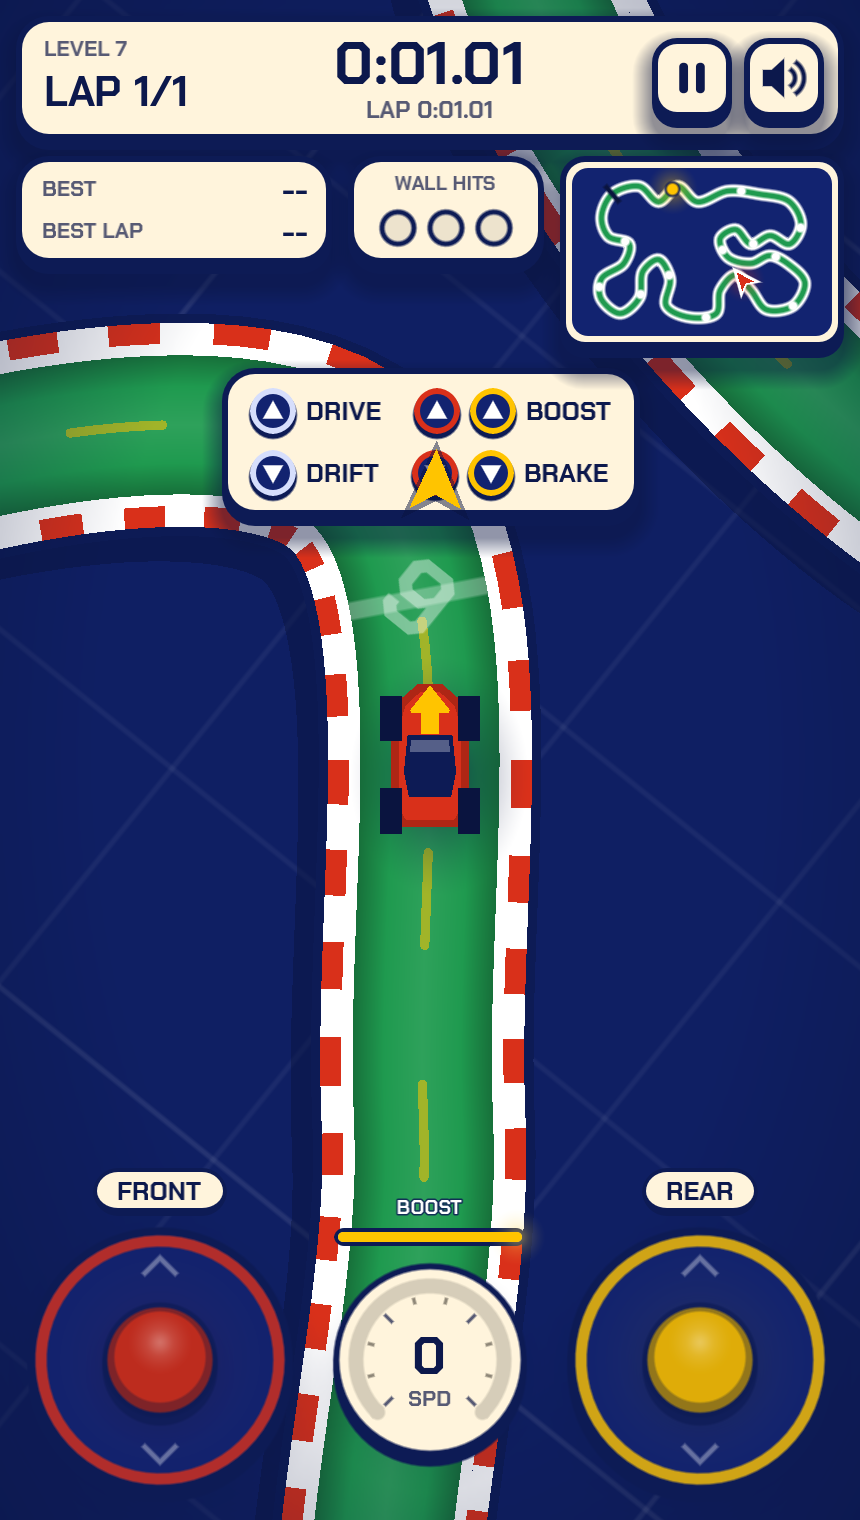 LEVEL 7
LAP 1/1
0:01.01
LAP 0:01.01
BEST --
BEST LAP --
WALL HITS
DRIVE BOOST
DRIFT BRAKE
9
FRONT
REAR
BOOST
0
SPD